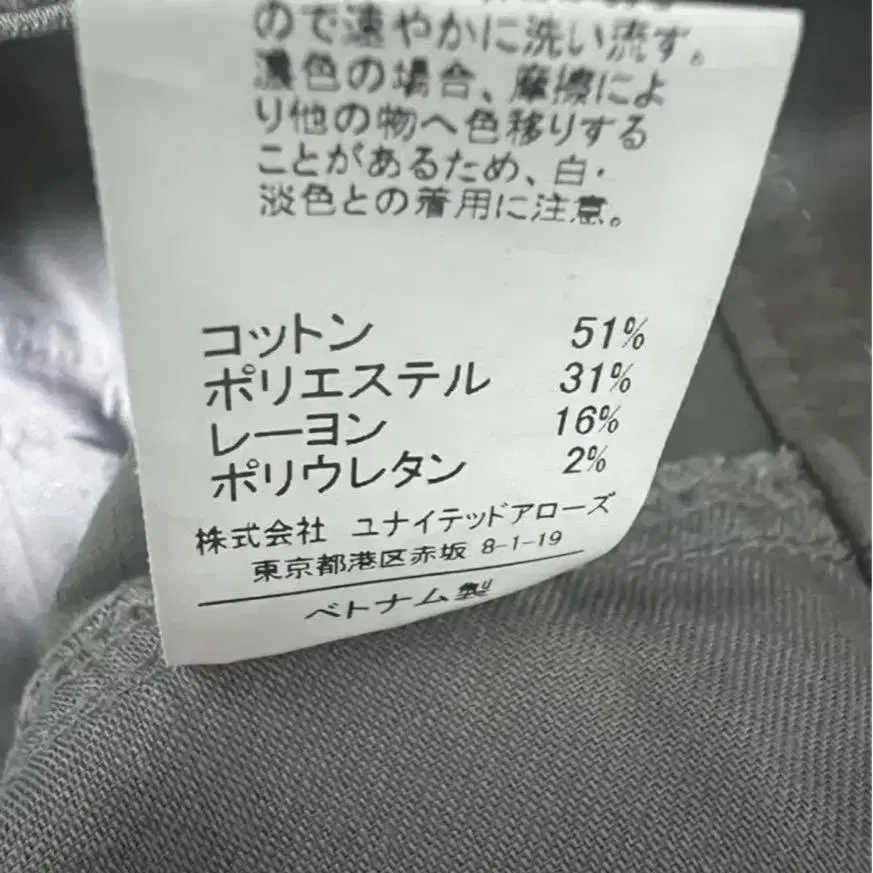 ので速やかに洗い流す。
濃色の場合、摩擦によ
り他の物へ色移りする
ことがあるため、白・
淡色との着用に注意。
コットン 51%
ポリエステル 31%
レーヨン 16%
ポリウレタン 2%
株式会社 ユナイテッドアローズ
東京都港区赤坂 8-1-19
ベトナム製